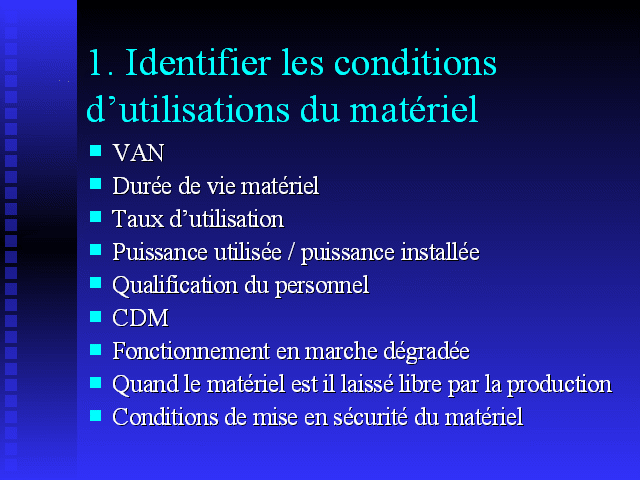 1. Identifier les conditions
d’utilisations du matériel
VAN
Durée de vie matériel
Taux d’utilisation
Puissance utilisée / puissance installée
Qualification du personnel
CDM
Fonctionnement en marche dégradée
Quand le matériel est il laissé libre par la production
Conditions de mise en sécurité du matériel